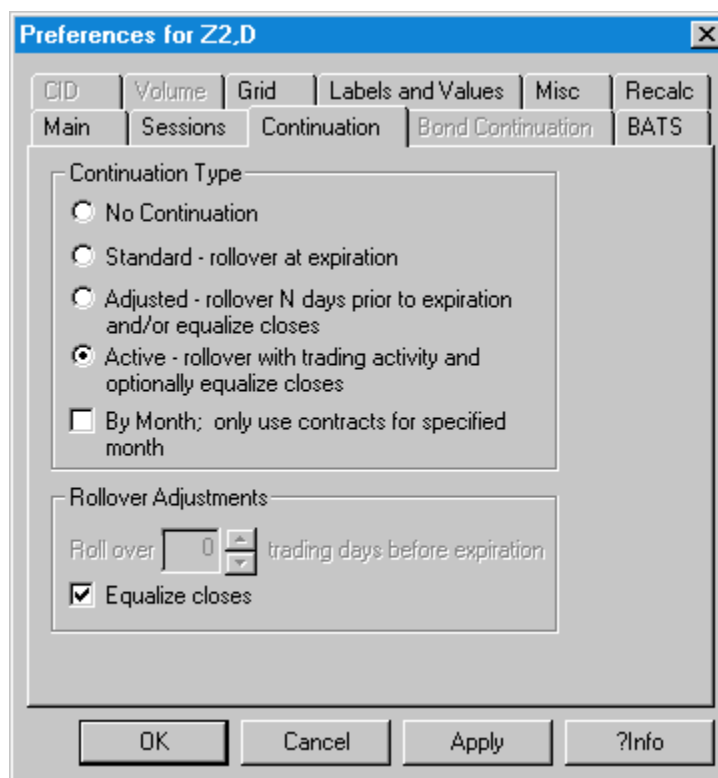 Preferences for Z2,D
CID Volume Grid Labels and Values Misc Recalc
Main Sessions Continuation Bond Continuation BATS
Continuation Type
No Continuation
Standard - rollover at expiration
Adjusted - rollover N days prior to expiration
and/or equalize closes
Active - rollover with trading activity and
optionally equalize closes
By Month; only use contracts for specified
month
Rollover Adjustments
Roll over 0 trading days before expiration
Equalize closes
OK Cancel Apply ?Info